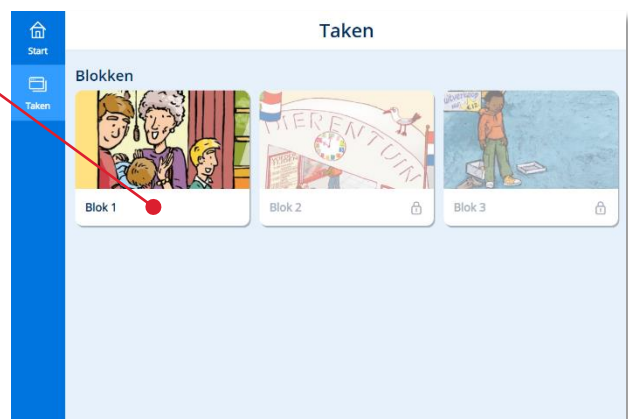 Taken
Start
Taken
Blokken
DIERENTUIN
Blok 1
Blok 2
Blok 3